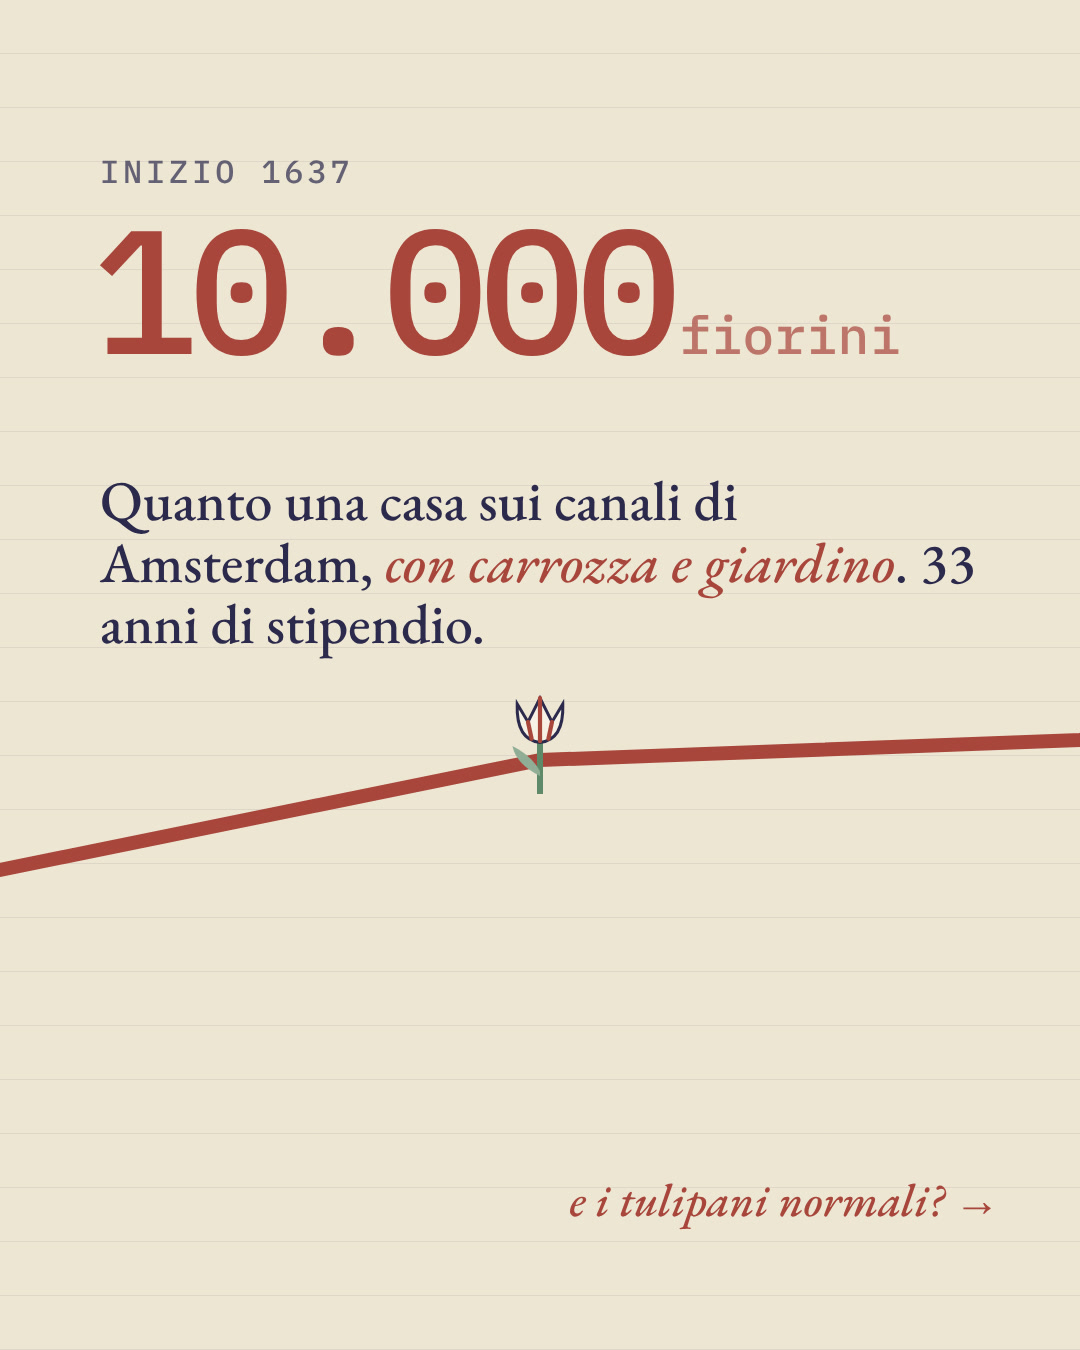 INIZIO 1637
10.000 fiorini
Quanto una casa sui canali di
Amsterdam, con carrozza e giardino. 33
anni di stipendio.
e i tulipani normali? →